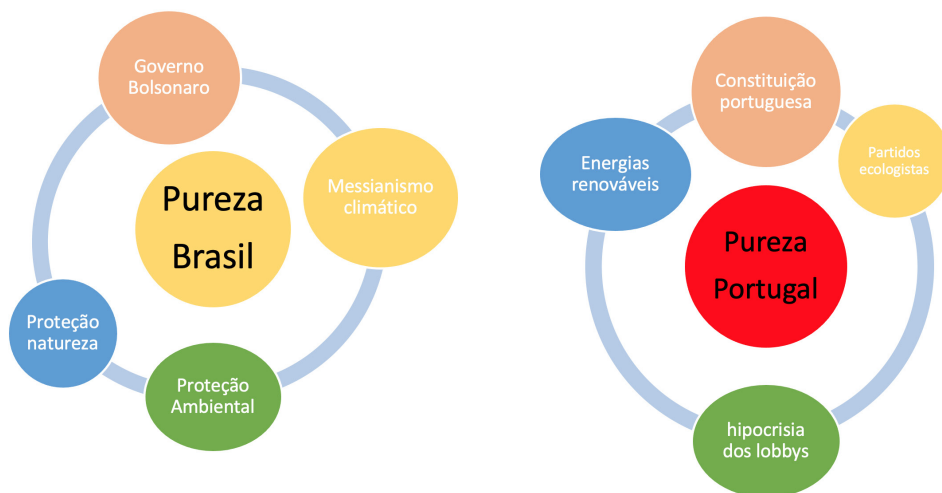 Governo
Bolsonaro
Messianismo
climático
Pureza
Brasil
Proteção
natureza
Proteção
Ambiental
Constituição
portuguesa
Partidos
ecologistas
Energias
renováveis
Pureza
Portugal
hipocrisia
dos lobbys